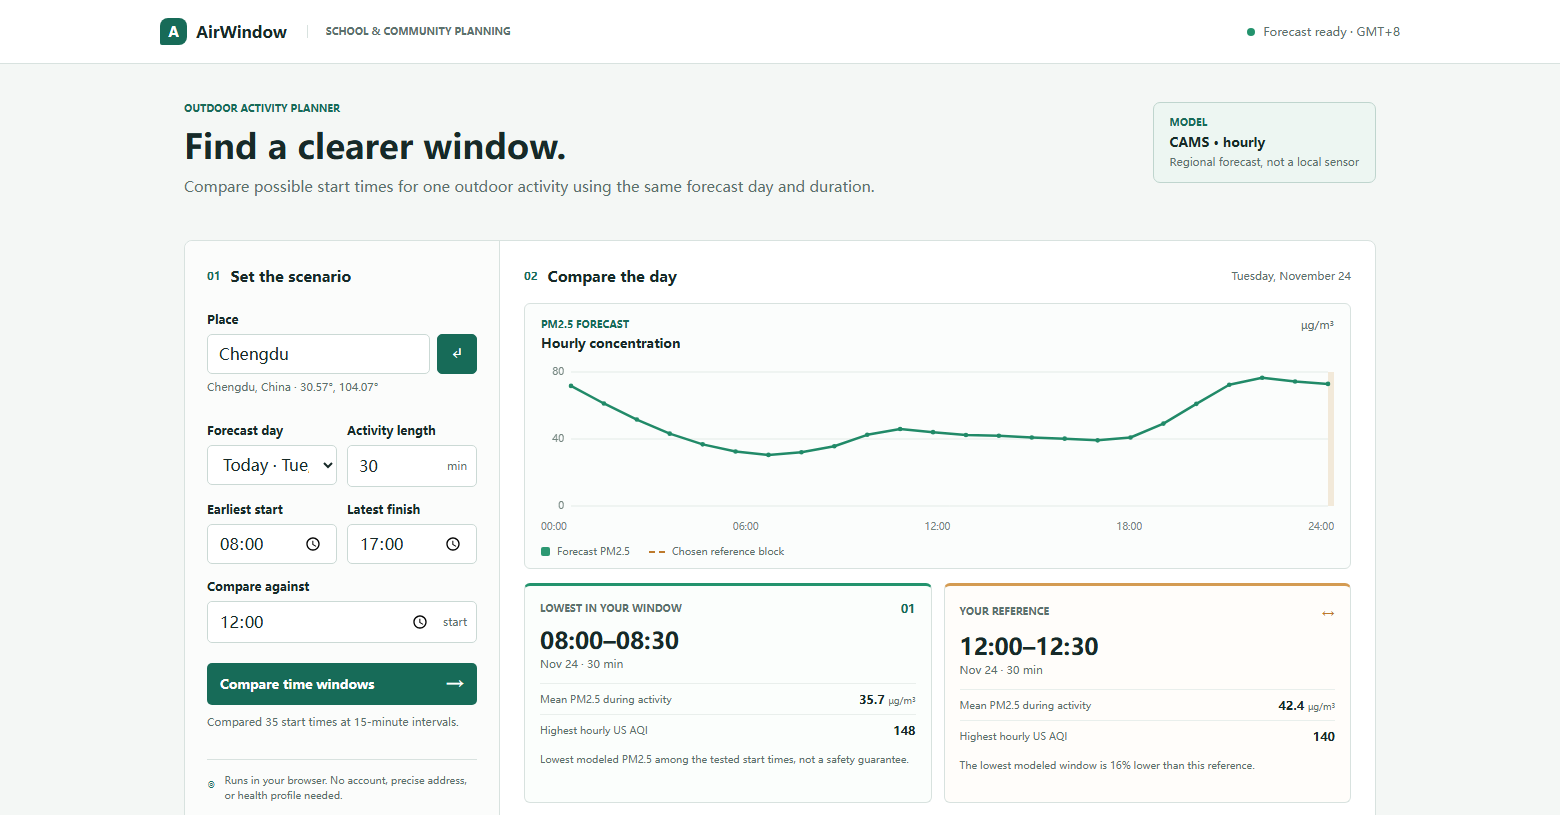 A AirWindow SCHOOL & COMMUNITY PLANNING
Forecast ready · GMT+8
OUTDOOR ACTIVITY PLANNER
Find a clearer window.
Compare possible start times for one outdoor activity using the same forecast day and duration.
MODEL
CAMS • hourly
Regional forecast, not a local sensor
01 Set the scenario
Place
Chengdu
Chengdu, China · 30.57°, 104.07°
Forecast day
Today · Tue,
Activity length
30 min
Earliest start
08:00
Latest finish
17:00
Compare against
12:00 start
Compare time windows →
Compared 35 start times at 15-minute intervals.
Runs in your browser. No account, precise address,
or health profile needed.
02 Compare the day
Tuesday, November 24
PM2.5 FORECAST
Hourly concentration
µg/m³
80
40
0
00:00 06:00 12:00 18:00 24:00
Forecast PM2.5 Chosen reference block
LOWEST IN YOUR WINDOW 01
08:00–08:30
Nov 24 · 30 min
Mean PM2.5 during activity 35.7 µg/m³
Highest hourly US AQI 148
Lowest modeled PM2.5 among the tested start times, not a safety guarantee.
YOUR REFERENCE ↔
12:00–12:30
Nov 24 · 30 min
Mean PM2.5 during activity 42.4 µg/m³
Highest hourly US AQI 140
The lowest modeled window is 16% lower than this reference.